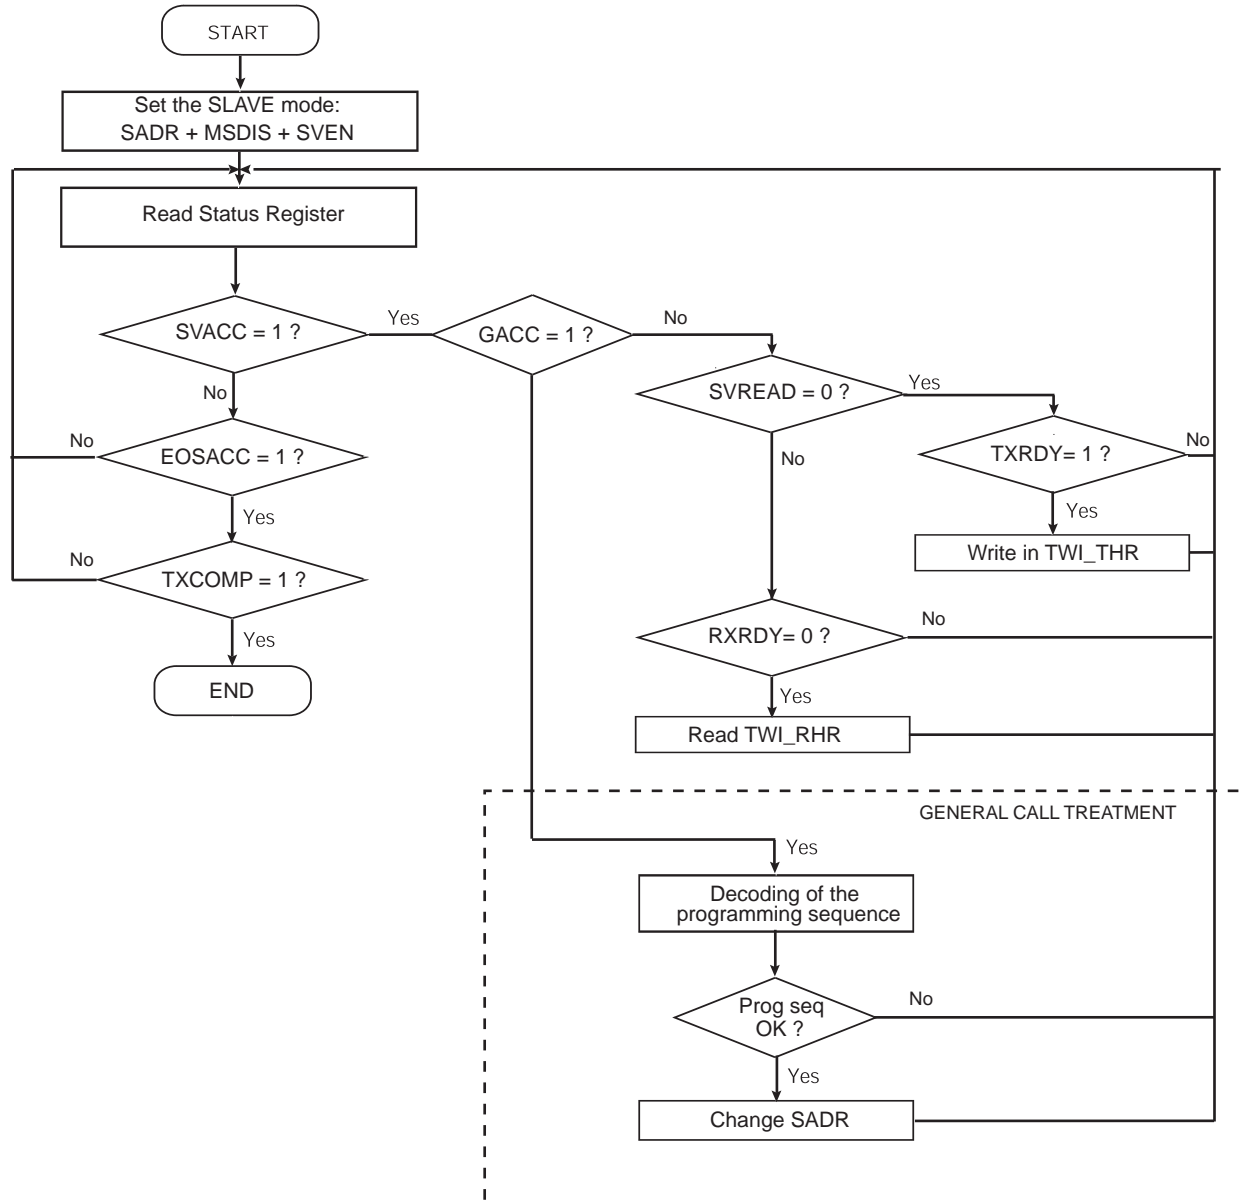 START
Set the SLAVE mode:
SADR + MSDIS + SVEN
Read Status Register
SVACC = 1 ?
Yes
GACC = 1 ?
No
SVREAD = 0 ?
Yes
No
EOSACC = 1 ?
No
No
TXRDY= 1 ?
No
Yes
Yes
Write in TWI_THR
TXCOMP = 1 ?
No
Yes
RXRDY= 0 ?
No
END
Yes
Read TWI_RHR
GENERAL CALL TREATMENT
Yes
Decoding of the
programming sequence
Prog seq
OK ?
No
Yes
Change SADR